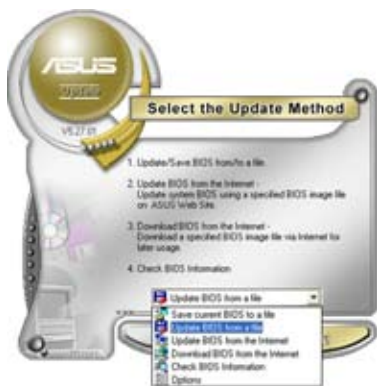 ASUS
Update
V5.27.01
Select the Update Method
1. Update/Save BIOS from/to a file.
2. Update BIOS from the Internet -
Update system BIOS using a specified BIOS image file
on ASUS Web Site.
3. Download BIOS from the Internet -
Download a specified BIOS image file via Internet for
later usage.
4. Check BIOS Information
Update BIOS from a file
Save current BIOS to a file
Update BIOS from a file
Update BIOS from the Internet
Download BIOS from the Internet
Check BIOS Information
Options